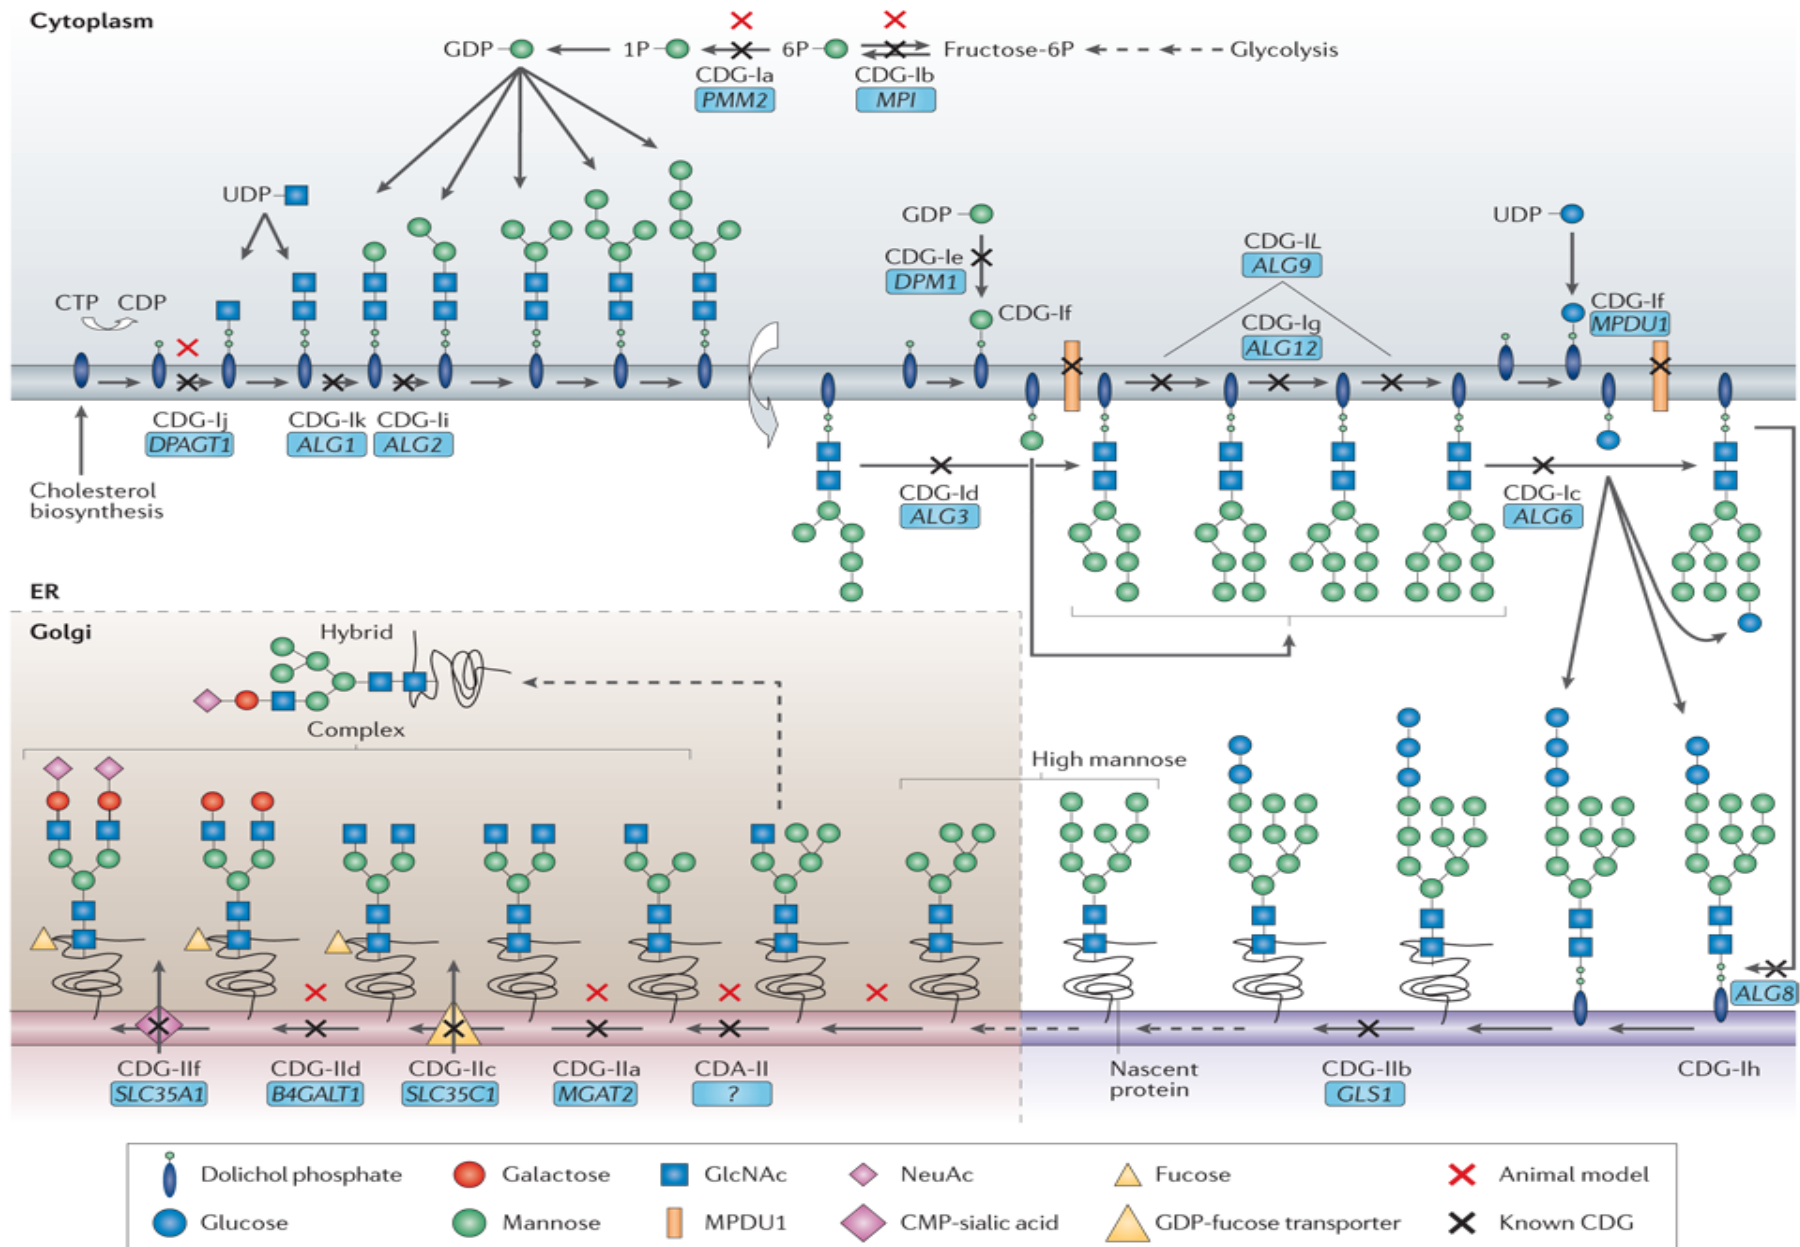 Cytoplasm
GDP
1P
6P
Fructose-6P
Glycolysis
CDG-Ia
PMM2
CDG-Ib
MPI
UDP
GDP
UDP
CDG-Ie
DPM1
CDG-If
CDG-IL
ALG9
CDG-Ig
ALG12
CDG-If
MPDU1
CTP
CDP
CDG-Ij
DPAGT1
CDG-Ik
ALG1
CDG-Ii
ALG2
Cholesterol
biosynthesis
CDG-Id
ALG3
CDG-Ic
ALG6
ER
Golgi
Hybrid
Complex
High mannose
ALG8
CDG-IIf
SLC35A1
CDG-IId
B4GALT1
CDG-IIc
SLC35C1
CDG-IIa
MGAT2
CDA-II
?
Nascent
protein
CDG-IIb
GLS1
CDG-Ih
Dolichol phosphate
Galactose
GlcNAc
NeuAc
Fucose
Animal model
Glucose
Mannose
MPDU1
CMP-sialic acid
GDP-fucose transporter
Known CDG